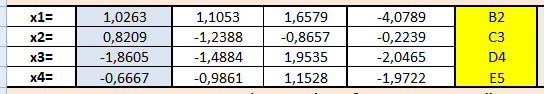 x1= 1,0263 1,1053 1,6579 -4,0789 B2
x2= 0,8209 -1,2388 -0,8657 -0,2239 C3
x3= -1,8605 -1,4884 1,9535 -2,0465 D4
x4= -0,6667 -0,9861 1,1528 -1,9722 E5